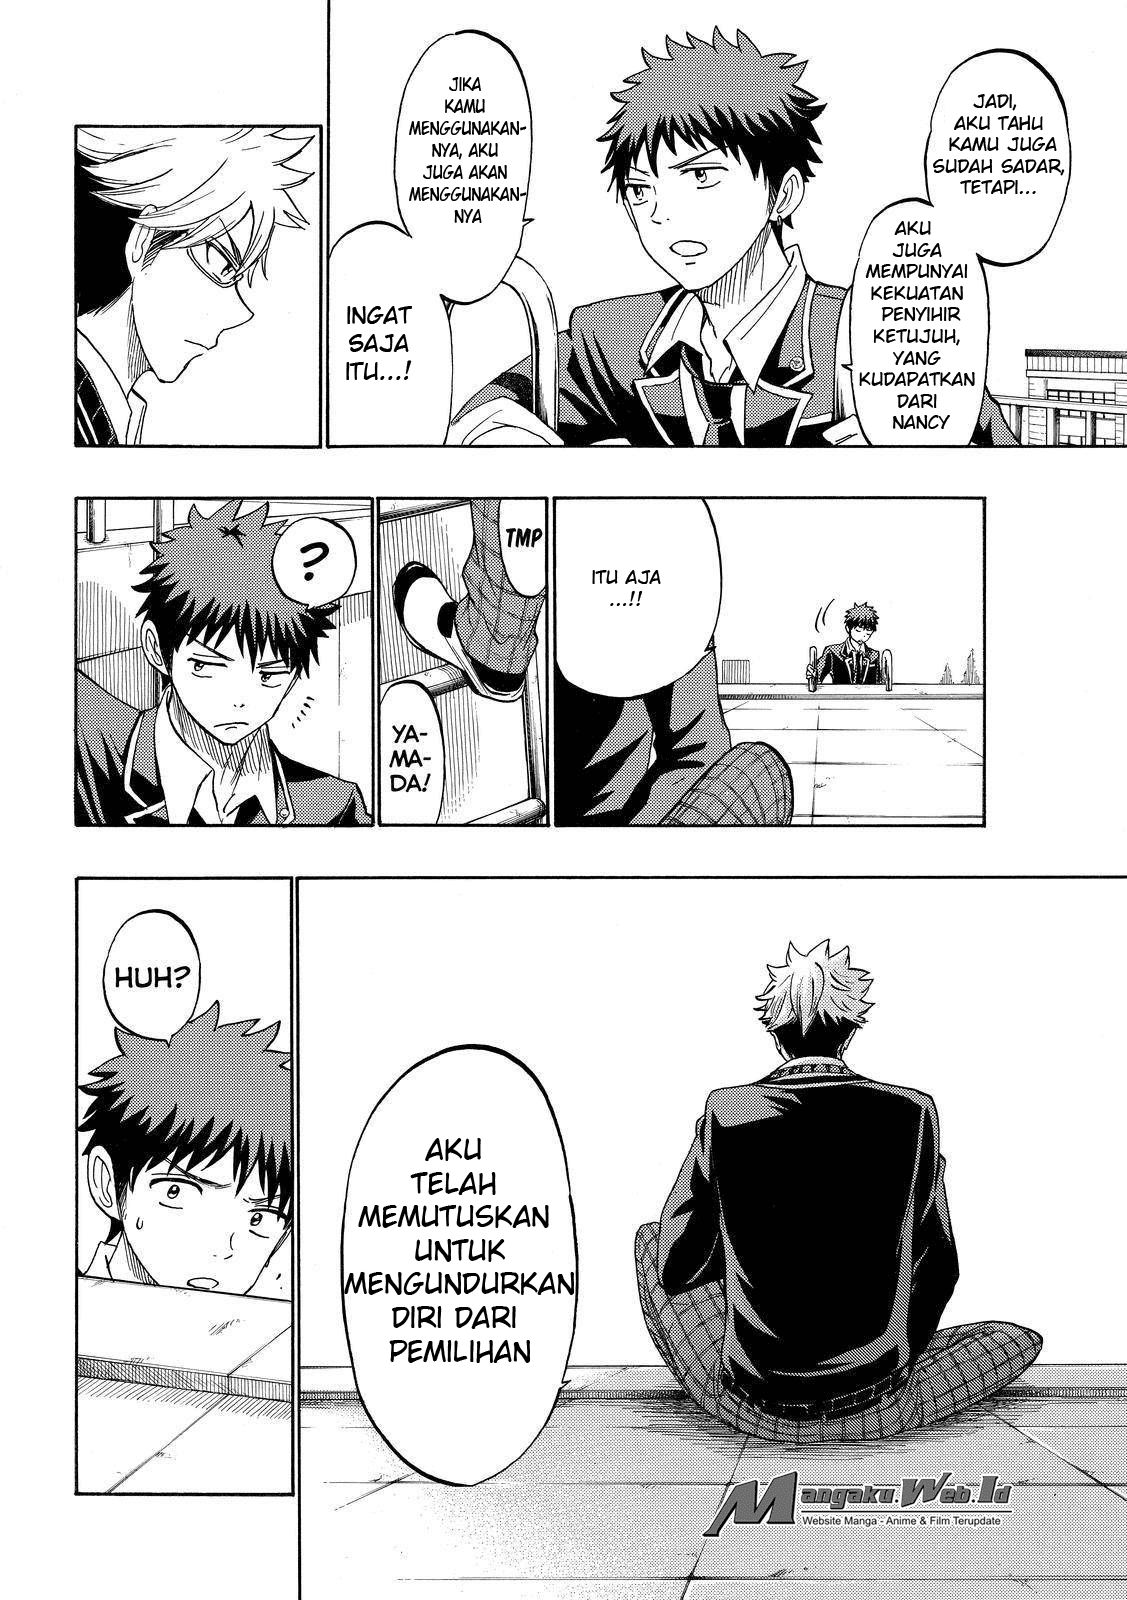 JADI,
AKU TAHU
KAMU JUGA
SUDAH SADAR,
TETAPI...
AKU
JUGA
MEMPUNYAI
KEKUATAN
PENYIHIR
KETUJUH,
YANG
KUDAPATKAN
DARI
NANCY
JIKA
KAMU
MENGGUNAKAN-
NYA, AKU
JUGA AKAN
MENGGUNAKAN-
NYA
INGAT
SAJA
ITU...!
ITU AJA
...!!
TMP
YA-
MA-
DA!
?
AKU
TELAH
MEMUTUSKAN
UNTUK
MENGUNDURKAN
DIRI DARI
PEMILIHAN
HUH?
Mangaku.Web.Id
Website Manga - Anime & Film Terupdate